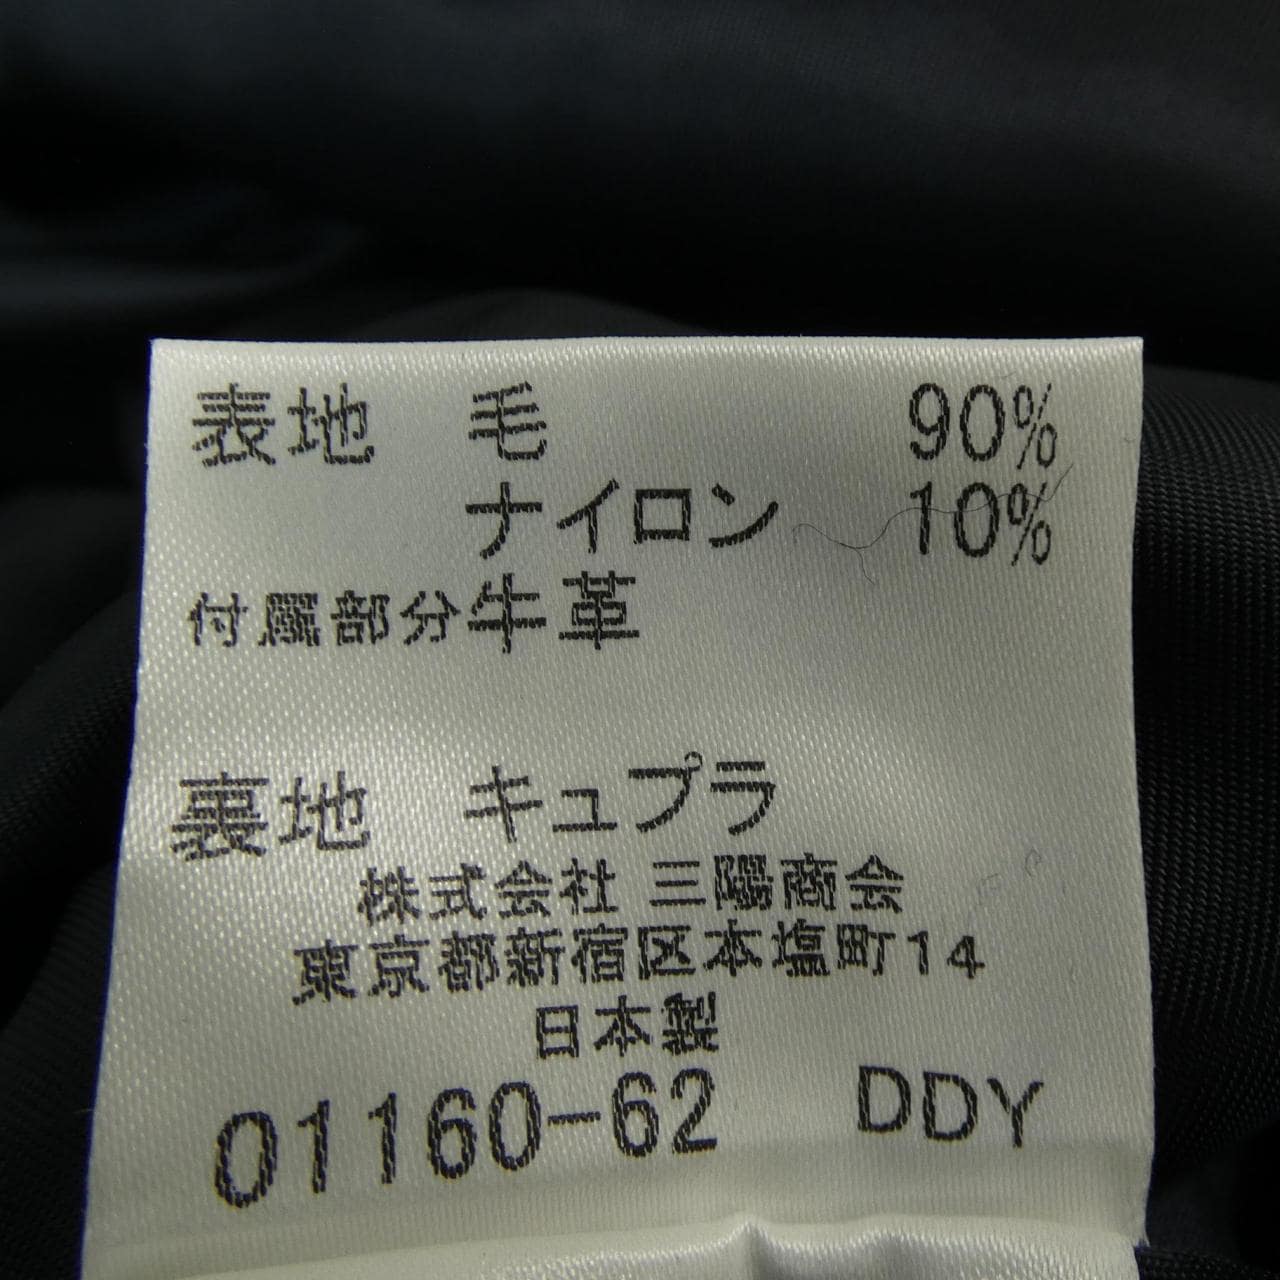 表地 毛 90%
ナイロン 10%
付属部分牛革
裏地 キュプラ
株式会社 三陽商会
東京都新宿区本塩町14
日本製
01160-62 DDY